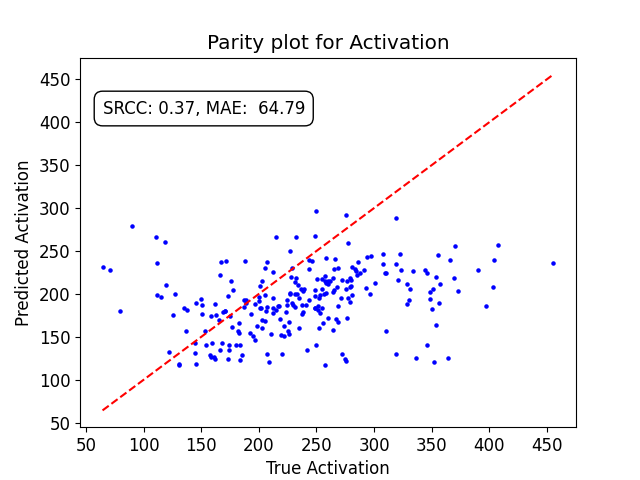 Parity plot for Activation
SRCC: 0.37, MAE:  64.79
Predicted Activation
450
400
350
300
250
200
150
100
50
50 100 150 200 250 300 350 400 450
True Activation